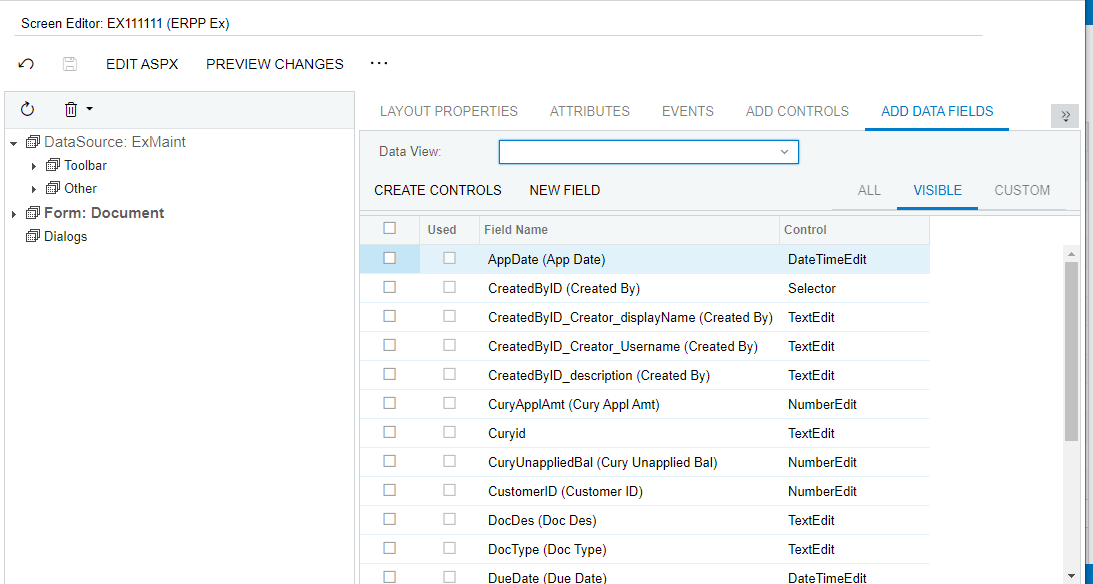 Screen Editor: EX111111 (ERPP Ex)
EDIT ASPX PREVIEW CHANGES ...
LAYOUT PROPERTIES ATTRIBUTES EVENTS ADD CONTROLS ADD DATA FIELDS
DataSource: ExMaint
Toolbar
Other
Form: Document
Dialogs
Data View:
CREATE CONTROLS NEW FIELD ALL VISIBLE CUSTOM
Used Field Name Control
AppDate (App Date) DateTimeEdit
CreatedByID (Created By) Selector
CreatedByID_Creator_displayName (Created By) TextEdit
CreatedByID_Creator_Username (Created By) TextEdit
CreatedByID_description (Created By) TextEdit
CuryApplAmt (Cury Appl Amt) NumberEdit
Curyid TextEdit
CuryUnappliedBal (Cury Unapplied Bal) NumberEdit
CustomerID (Customer ID) NumberEdit
DocDes (Doc Des) TextEdit
DocType (Doc Type) TextEdit
DueDate (Due Date) DateTimeEdit